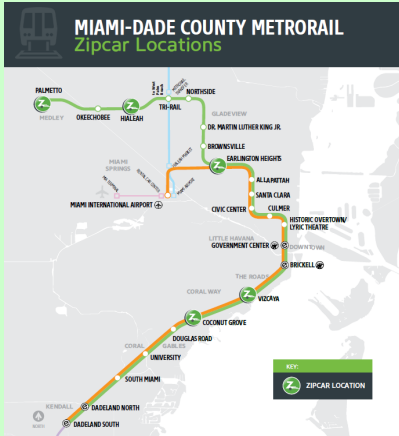 MIAMI-DADE COUNTY METRORAIL
Zipcar Locations
PALMETTO
MEDLEY
OKEECHOBEE
HIALEAH
TRI-RAIL
NORTHSIDE
GLADEVIEW
DR. MARTIN LUTHER KING JR.
BROWNSVILLE
EARLINGTON HEIGHTS
MIAMI
SPRINGS
MIAMI INTERNATIONAL AIRPORT
ALLAPATTAH
SANTA CLARA
CIVIC CENTER
CULMER
HISTORIC OVERTOWN/
LYRIC THEATRE
LITTLE HAVANA
GOVERNMENT CENTER
DOWNTOWN
BRICKELL
THE ROADS
CORAL WAY
VIZCAYA
COCONUT GROVE
DOUGLAS ROAD
CORAL GABLES
UNIVERSITY
SOUTH MIAMI
KENDALL
DADELAND NORTH
DADELAND SOUTH
KEY:
ZIPCAR LOCATION